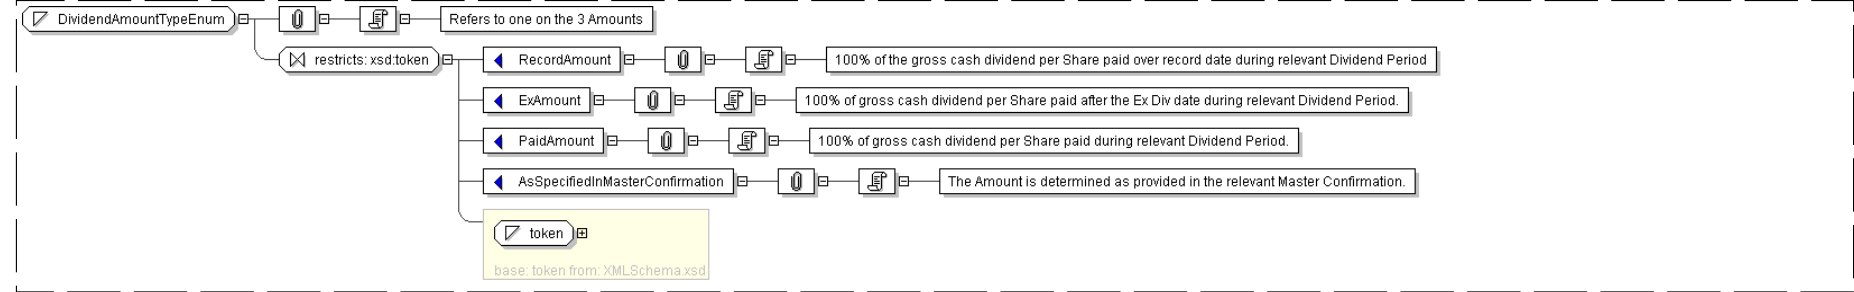 DividendAmountTypeEnum Refers to one on the 3 Amounts
restricts: xsd:token RecordAmount 100% of the gross cash dividend per Share paid over record date during relevant Dividend Period
ExAmount 100% of gross cash dividend per Share paid after the Ex Div date during relevant Dividend Period.
PaidAmount 100% of gross cash dividend per Share paid during relevant Dividend Period.
AsSpecifiedInMasterConfirmation The Amount is determined as provided in the relevant Master Confirmation.
token
base: token from: XMLSchema.xsd